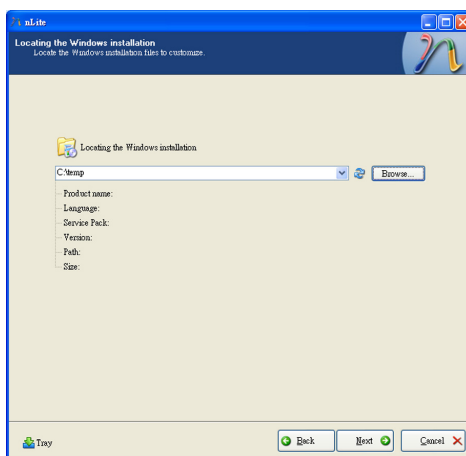 nLite
Locating the Windows installation
Locate the Windows installation files to customize.
Locating the Windows installation
C:\temp
Browse...
Product name:
Language:
Service Pack:
Version:
Path:
Size:
Tray
Back
Next
Cancel